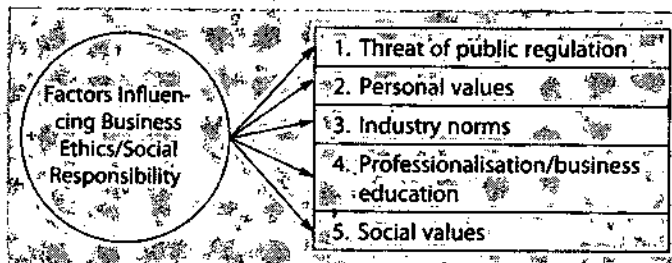 Factors Influen-
cing Business
Ethics/Social
Responsibility
1. Threat of public regulation
2. Personal values
3. Industry norms
4. Professionalisation/business
education
5. Social values